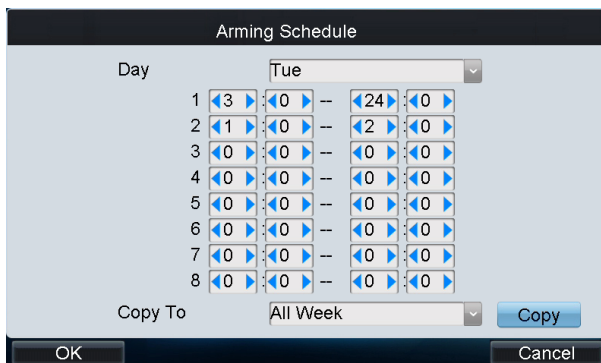 Arming Schedule
Day Tue
1 3 : 0 -- 24 : 0
2 1 : 0 -- 2 : 0
3 0 : 0 -- 0 : 0
4 0 : 0 -- 0 : 0
5 0 : 0 -- 0 : 0
6 0 : 0 -- 0 : 0
7 0 : 0 -- 0 : 0
8 0 : 0 -- 0 : 0
Copy To All Week Copy
OK Cancel